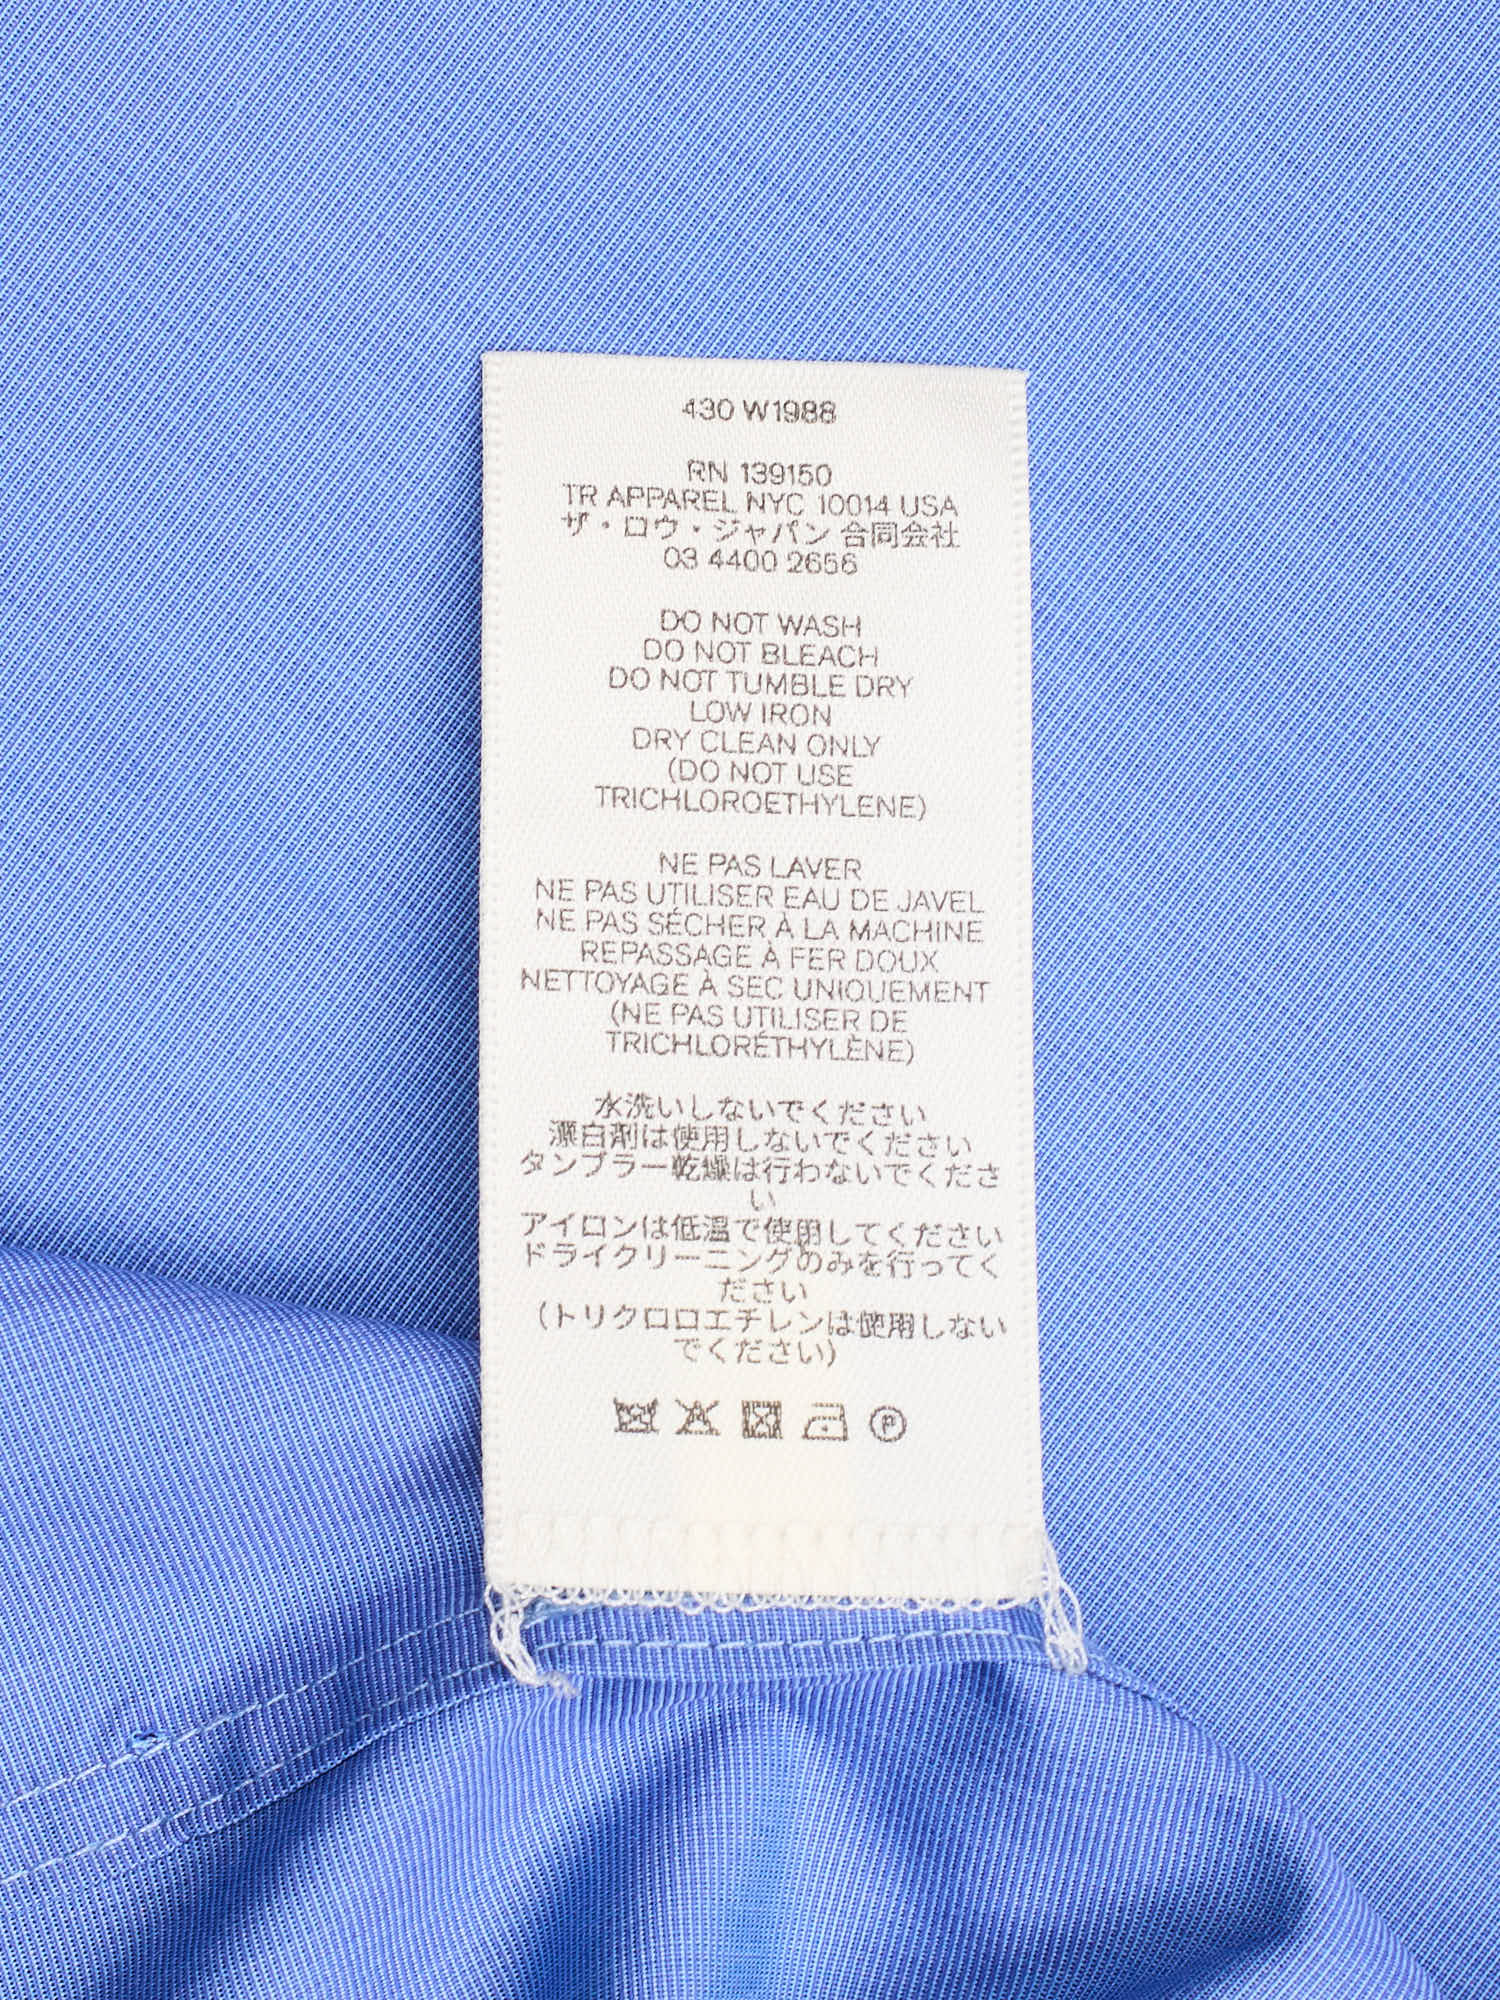 430 W1988
RN 139150
TR APPAREL NYC 10014 USA
ザ・ロウ・ジャパン 合同会社
03 4400 2656
DO NOT WASH
DO NOT BLEACH
DO NOT TUMBLE DRY
LOW IRON
DRY CLEAN ONLY
(DO NOT USE
TRICHLOROETHYLENE)
NE PAS LAVER
NE PAS UTILISER EAU DE JAVEL
NE PAS SÉCHER À LA MACHINE
REPASSAGE À FER DOUX
NETTOYAGE À SEC UNIQUEMENT
(NE PAS UTILISER DE
TRICHLORÉTHYLÈNE)
水洗いしないでください
漂白剤は使用しないでください
タンブラー乾燥は行わないでくださ
い
アイロンは低温で使用してください
ドライクリーニングのみを行ってく
ださい
(トリクロロエチレンは使用しない
でください)
P